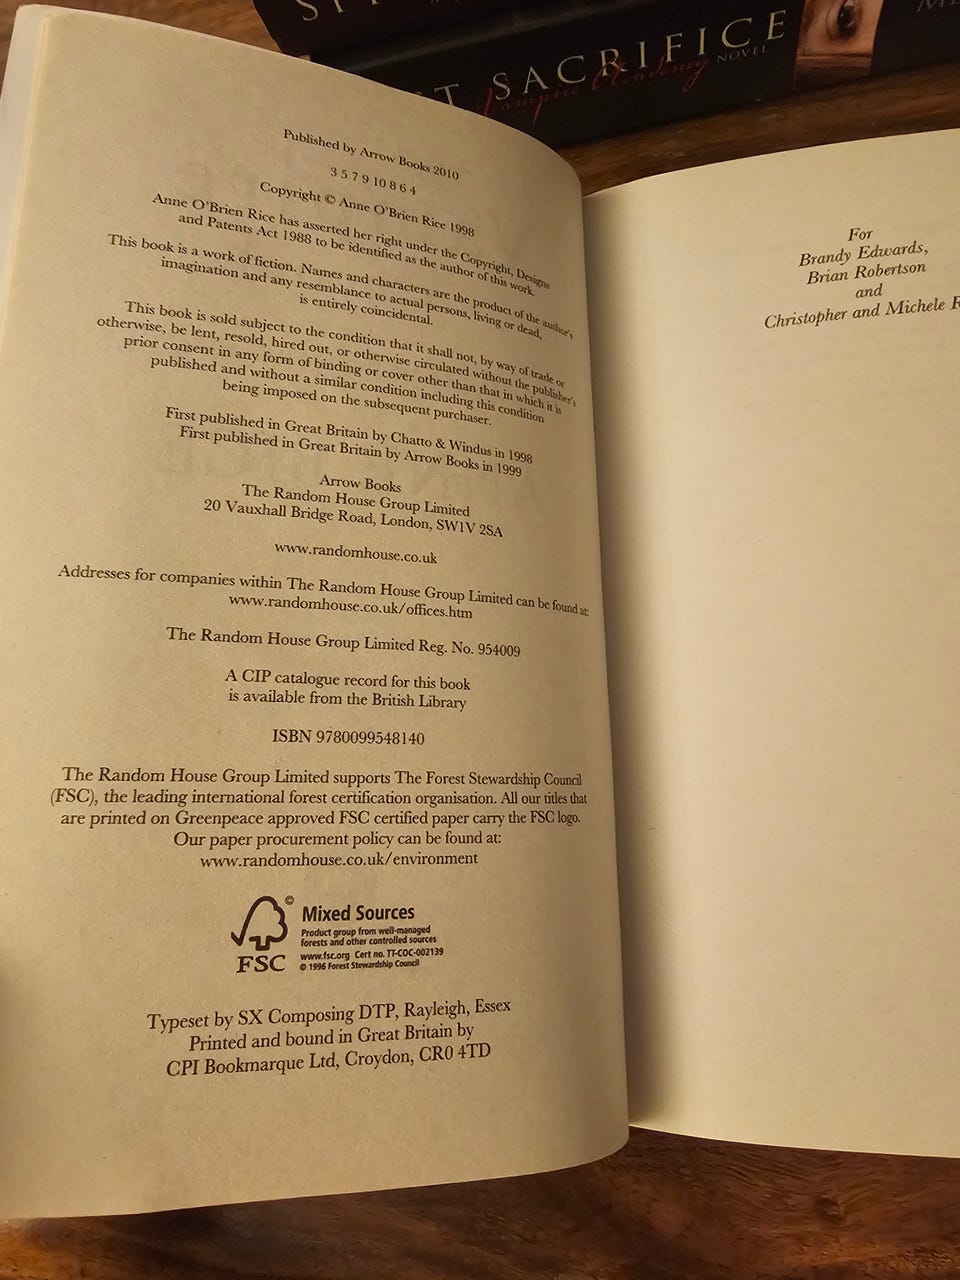 SACRIFICE
Vampire Academy NOVEL
Published by Arrow Books 2010
3 5 7 9 10 8 6 4
Copyright © Anne O'Brien Rice 1998
Anne O'Brien Rice has asserted her right under the Copyright, Designs
and Patents Act 1988 to be identified as the author of this work.
This book is a work of fiction. Names and characters are the product of the author's
imagination and any resemblance to actual persons, living or dead,
is entirely coincidental.
This book is sold subject to the condition that it shall not, by way of trade or
otherwise, be lent, resold, hired out, or otherwise circulated without the publisher's
prior consent in any form of binding or cover other than that in which it is
published and without a similar condition including this condition
being imposed on the subsequent purchaser.
First published in Great Britain by Chatto & Windus in 1998
First published in Great Britain by Arrow Books in 1999
Arrow Books
The Random House Group Limited
20 Vauxhall Bridge Road, London, SW1V 2SA
www.randomhouse.co.uk
Addresses for companies within The Random House Group Limited can be found at:
www.randomhouse.co.uk/offices.htm
The Random House Group Limited Reg. No. 954009
A CIP catalogue record for this book
is available from the British Library
ISBN 9780099548140
The Random House Group Limited supports The Forest Stewardship Council
(FSC), the leading international forest certification organisation. All our titles that
are printed on Greenpeace approved FSC certified paper carry the FSC logo.
Our paper procurement policy can be found at:
www.randomhouse.co.uk/environment
©
FSC
Mixed Sources
Product group from well-managed
forests and other controlled sources
www.fsc.org Cert no. TT-COC-002139
© 1996 Forest Stewardship Council
Typeset by SX Composing DTP, Rayleigh, Essex
Printed and bound in Great Britain by
CPI Bookmarque Ltd, Croydon, CR0 4TD
For
Brandy Edwards,
Brian Robertson
and
Christopher and Michele